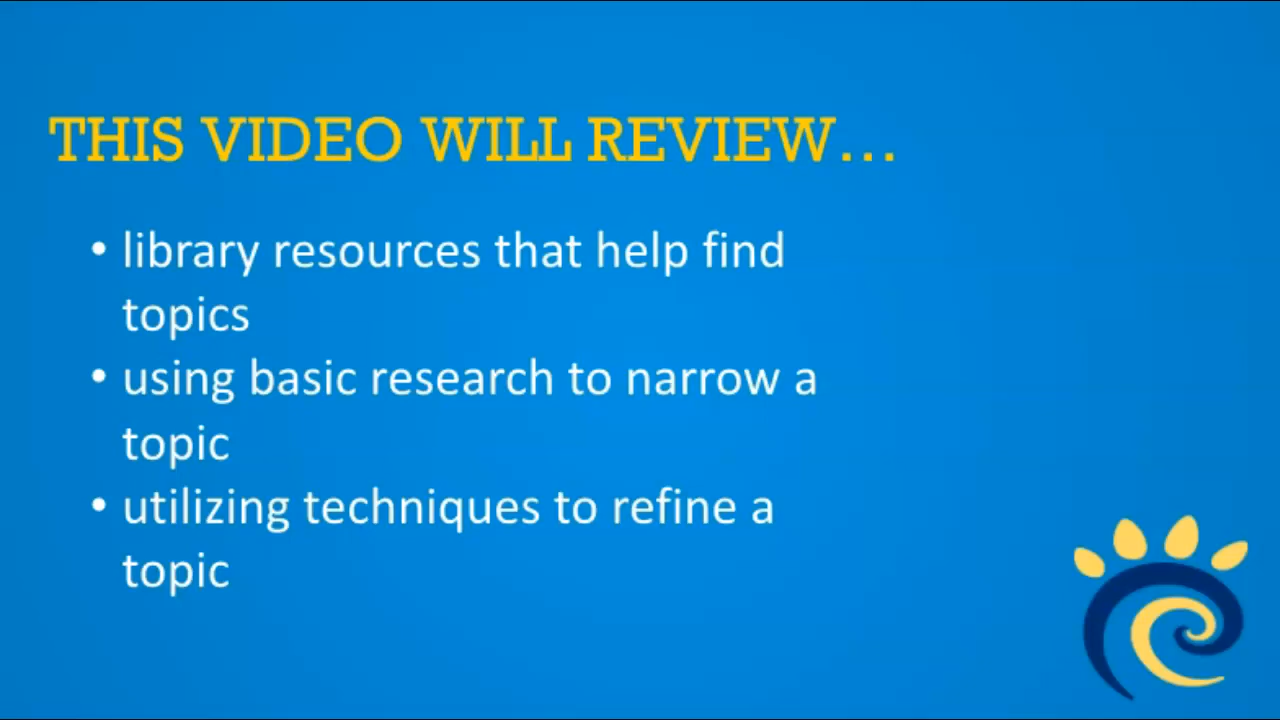 THIS VIDEO WILL REVIEW...
• library resources that help find
topics
• using basic research to narrow a
topic
• utilizing techniques to refine a
topic